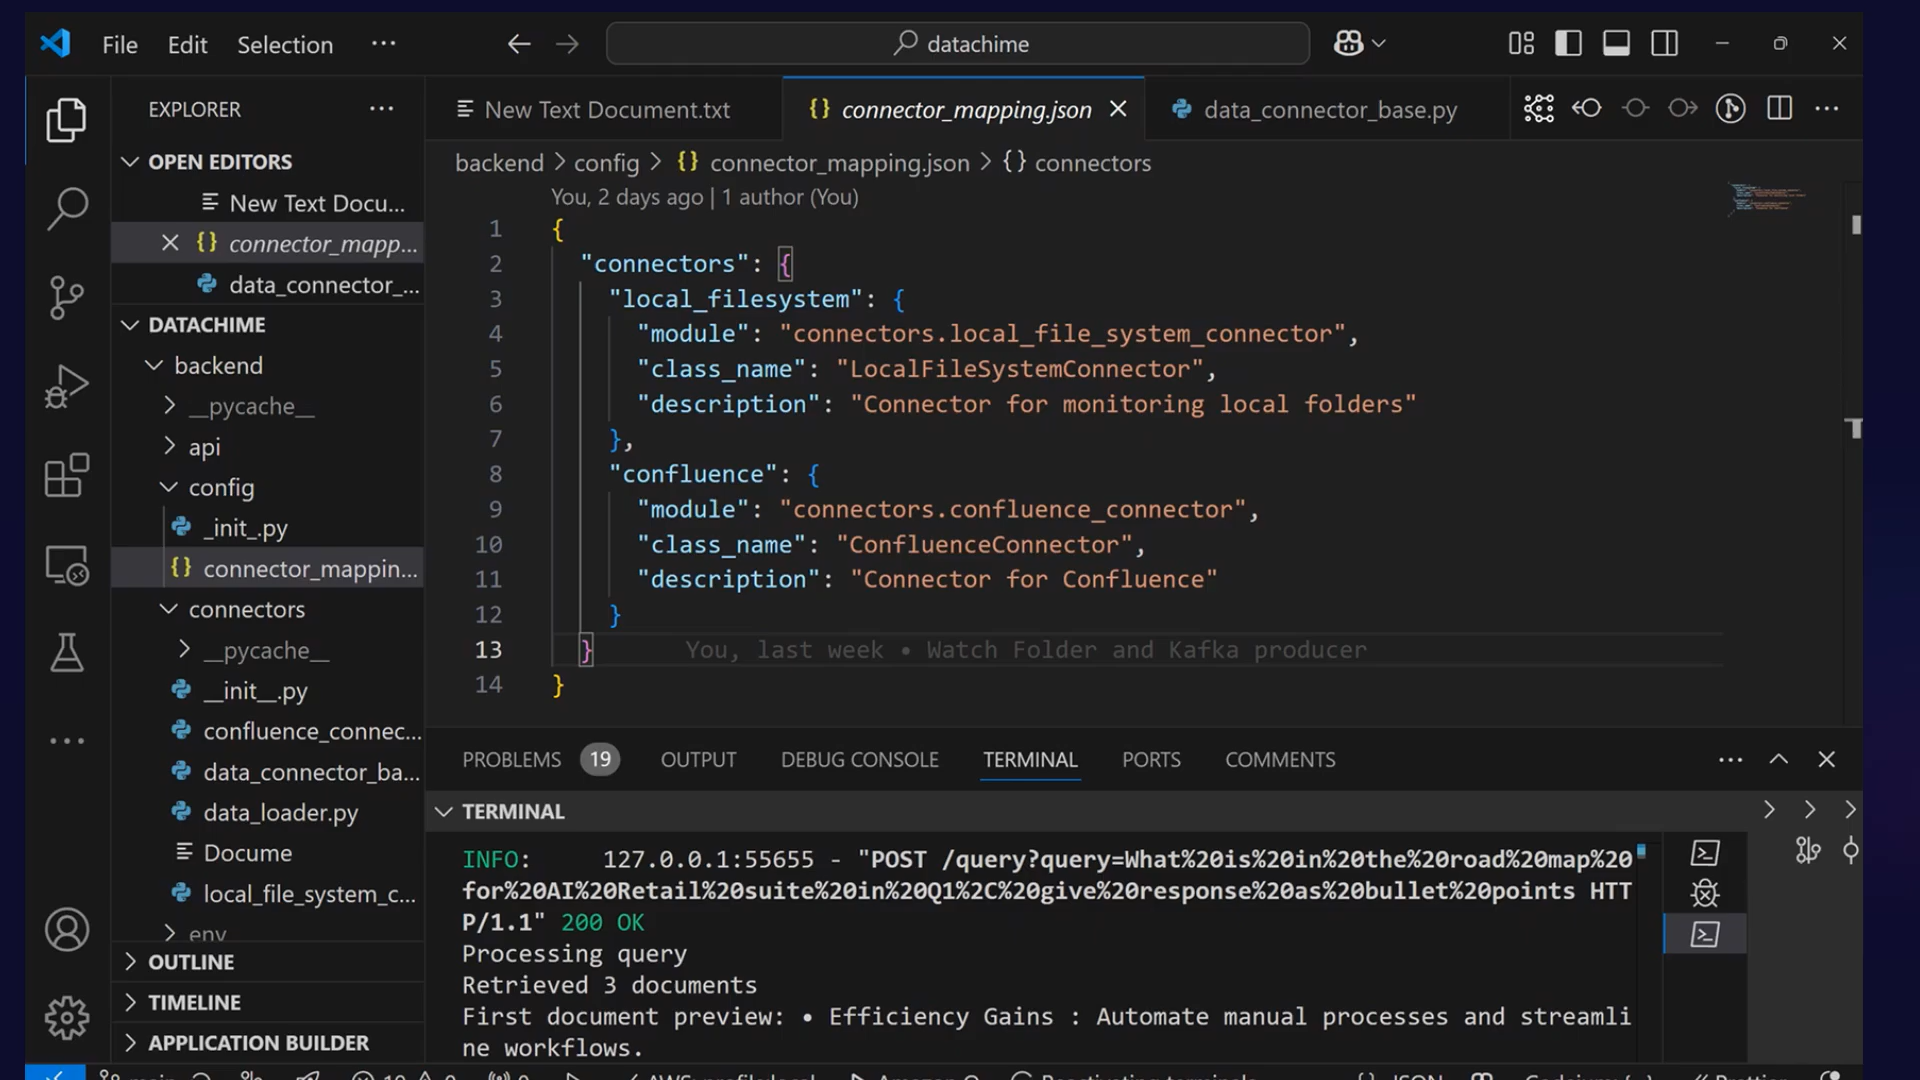 File Edit Selection ··· datachime
EXPLORER ···
OPEN EDITORS
New Text Docu...
connector_mapp...
data_connector_...
DATACHIME
backend
__pycache__
api
config
_init_.py
connector_mappin...
connectors
__pycache__
__init__.py
confluence_connec...
data_connector_ba...
data_loader.py
Docume
local_file_system_c...
env
OUTLINE
TIMELINE
APPLICATION BUILDER
New Text Document.txt {} connector_mapping.json data_connector_base.py
backend > config > {} connector_mapping.json > {} connectors
You, 2 days ago | 1 author (You)
1 {
2 "connectors": {
3 "local_filesystem": {
4 "module": "connectors.local_file_system_connector",
5 "class_name": "LocalFileSystemConnector",
6 "description": "Connector for monitoring local folders"
7 },
8 "confluence": {
9 "module": "connectors.confluence_connector",
10 "class_name": "ConfluenceConnector",
11 "description": "Connector for Confluence"
12 }
13 } You, last week • Watch Folder and Kafka producer
14 }
PROBLEMS 19 OUTPUT DEBUG CONSOLE TERMINAL PORTS COMMENTS
TERMINAL
INFO: 127.0.0.1:55655 - "POST /query?query=What%20is%20in%20the%20road%20map%20
for%20AI%20Retail%20suite%20in%20Q1%2C%20give%20response%20as%20bullet%20points HTT
P/1.1" 200 OK
Processing query
Retrieved 3 documents
First document preview: • Efficiency Gains : Automate manual processes and streamli
ne workflows.